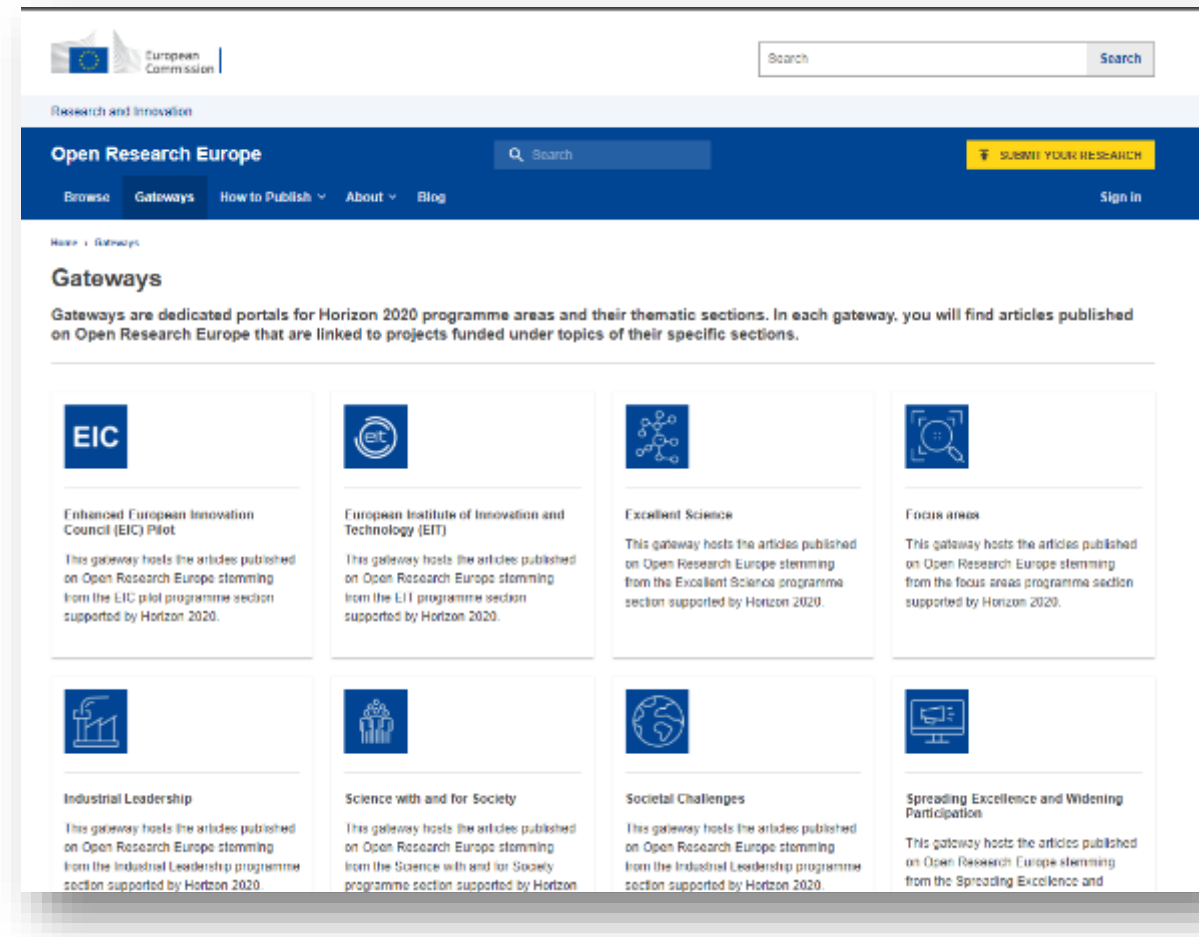 European
Commission
Search
Search
Research and Innovation
Open Research Europe
Search
SUBMIT YOUR RESEARCH
Browse
Gateways
How to Publish
About
Blog
Sign in
Home › Gateways
Gateways
Gateways are dedicated portals for Horizon 2020 programme areas and their thematic sections. In each gateway, you will find articles published
on Open Research Europe that are linked to projects funded under topics of their specific sections.
EIC
Enhanced European Innovation
Council (EIC) Pilot
This gateway hosts the articles published
on Open Research Europe stemming
from the EIC pilot programme section
supported by Horizon 2020.
eit
European Institute of Innovation and
Technology (EIT)
This gateway hosts the articles published
on Open Research Europe stemming
from the EIT programme section
supported by Horizon 2020.
Excellent Science
This gateway hosts the articles published
on Open Research Europe stemming
from the Excellent Science programme
section supported by Horizon 2020.
Focus areas
This gateway hosts the articles published
on Open Research Europe stemming
from the focus areas programme section
supported by Horizon 2020.
Industrial Leadership
This gateway hosts the articles published
on Open Research Europe stemming
from the Industrial Leadership programme
section supported by Horizon 2020.
Science with and for Society
This gateway hosts the articles published
on Open Research Europe stemming
from the Science with and for Society
programme section supported by Horizon
Societal Challenges
This gateway hosts the articles published
on Open Research Europe stemming
from the Industrial Leadership programme
section supported by Horizon 2020.
Spreading Excellence and Widening
Participation
This gateway hosts the articles published
on Open Research Europe stemming
from the Spreading Excellence and